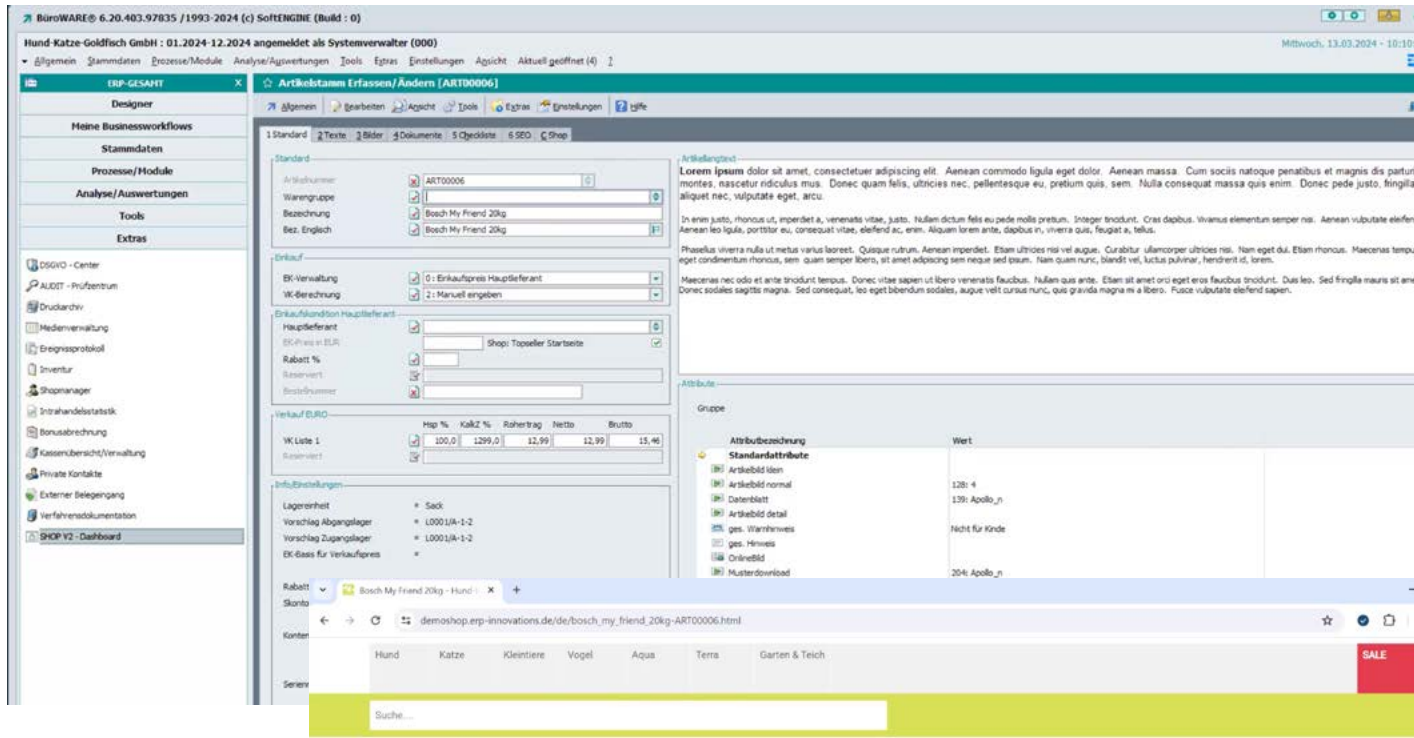 BüroWARE® 6.20.403.97835 /1993-2024 (c) SoftENGINE (Build : 0)
Hund-Katze-Goldfisch GmbH : 01.2024-12.2024 angemeldet als Systemverwalter (000)
Mittwoch, 13.03.2024 - 10:10
Allgemein Stammdaten Prozesse/Module Analyse/Auswertungen Tools Extras Einstellungen Ansicht Aktuell geöffnet (4) ?
ERP-GESAMT X
Designer
Meine Businessworkflows
Stammdaten
Prozesse/Module
Analyse/Auswertungen
Tools
Extras
DSGVO - Center
AUDIT - Prüfzentrum
Druckarchiv
Medienverwaltung
Ereignisprotokoll
Inventur
Shopmanager
Intrahandelsstatistik
Bonusabrechnung
Kassenübersicht/Verwaltung
Private Kontakte
Externer Belegeingang
Verfahrensdokumentation
SHOP V2 - Dashboard
Artikelstamm Erfassen/Ändern [ART00006]
Allgemein Bearbeiten Ansicht Tools Extras Einstellungen Hilfe
1 Standard 2 Texte 3 Bilder 4 Dokumente 5 Checkliste 6 SEO C Shop
Standard
Artikelnummer ART00006
Warengruppe
Bezeichnung Bosch My Friend 20kg
Bez. Englisch Bosch My Friend 20kg
Einkauf
EK-Verwaltung 0 : Einkaufspreis Hauptlieferant
VK-Berechnung 2 : Manuell eingeben
Einkaufskondition Hauptlieferant
Hauptlieferant
EK-Preis in EUR Shop: Topseller Startseite
Rabatt %
Reserviert
Bestellnummer
Verkauf EURO
Hsp % KalkZ % Rohertrag Netto Brutto
VK Liste 1 100,0 1299,0 12,99 12,99 15,46
Reserviert
Info/Einstellungen
Lagereinheit = Sack
Vorschlag Abgangslager = L0001/A-1-2
Vorschlag Zugangslager = L0001/A-1-2
EK-Basis für Verkaufspreis =
Rabatt
Skonto
Konten
Serienn
Artikellangtext
Lorem ipsum dolor sit amet, consectetuer adipiscing elit. Aenean commodo ligula eget dolor. Aenean massa. Cum sociis natoque penatibus et magnis dis parturi
montes, nascetur ridiculus mus. Donec quam felis, ultricies nec, pellentesque eu, pretium quis, sem. Nulla consequat massa quis enim. Donec pede justo, fringilla
aliquet nec, vulputate eget, arcu.
In enim justo, rhoncus ut, imperdiet a, venenatis vitae, justo. Nullam dictum felis eu pede mollis pretium. Integer tincidunt. Cras dapibus. Vivamus elementum semper nisi. Aenean vulputate eleifen
Aenean leo ligula, porttitor eu, consequat vitae, eleifend ac, enim. Aliquam lorem ante, dapibus in, viverra quis, feugiat a, tellus.
Phasellus viverra nulla ut metus varius laoreet. Quisque rutrum. Aenean imperdiet. Etiam ultricies nisi vel augue. Curabitur ullamcorper ultricies nisi. Nam eget dui. Etiam rhoncus. Maecenas tempu
eget condimentum rhoncus, sem quam semper libero, sit amet adipiscing sem neque sed ipsum. Nam quam nunc, blandit vel, luctus pulvinar, hendrerit id, lorem.
Maecenas nec odio et ante tincidunt tempus. Donec vitae sapien ut libero venenatis faucibus. Nullam quis ante. Etiam sit amet orci eget eros faucibus tincidunt. Duis leo. Sed fringilla mauris sit ame
Donec sodales sagittis magna. Sed consequat, leo eget bibendum sodales, augue velit cursus nunc, quis gravida magna mi a libero. Fusce vulputate eleifend sapien.
Attribute
Gruppe
Attributbezeichnung Wert
Standardattribute
Artikelbild klein
Artikelbild normal 128: 4
Datenblatt 139: Apollo_n
Artikelbild detail
ges. Warnhinweis Nicht für Kinde
ges. Hinweis
OnlineBild
Musterdownload 204: Apollo_n
Bosch My Friend 20kg - Hund
demoshop.erp-innovations.de/de/bosch_my_friend_20kg-ART00006.html
Hund Katze Kleintiere Vogel Aqua Terra Garten & Teich SALE
Suche....